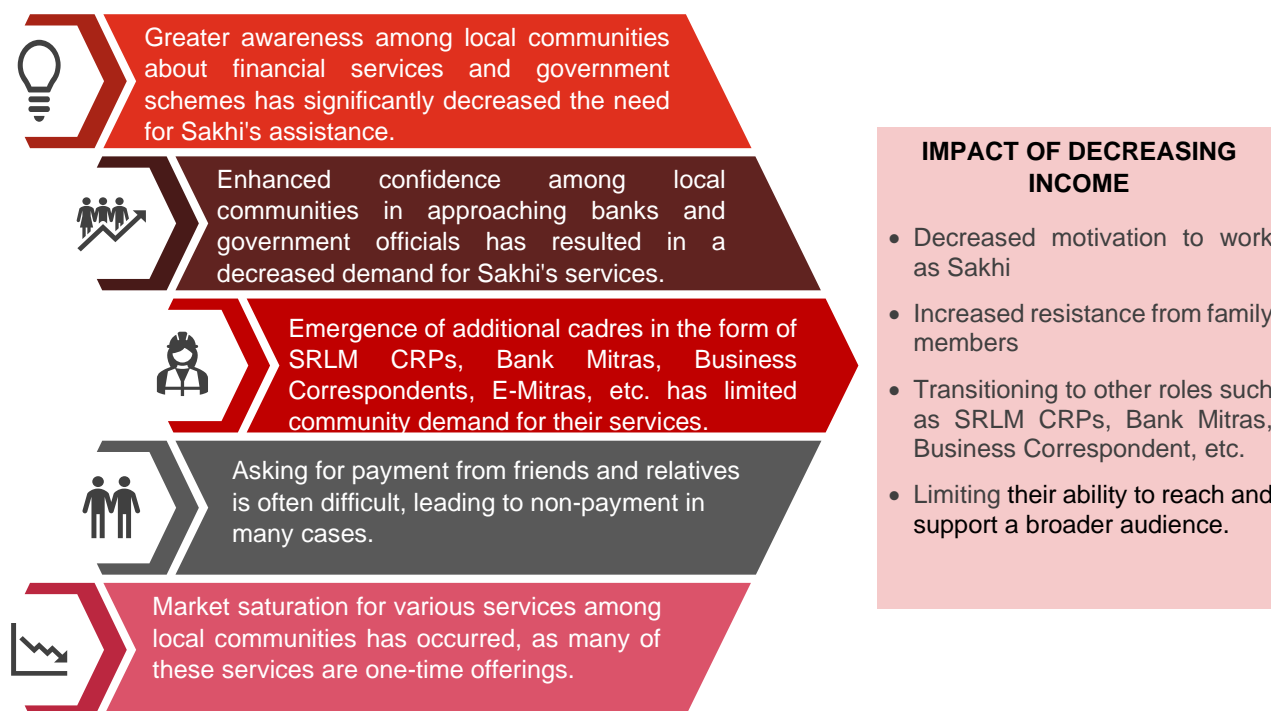 Greater awareness among local communities
about financial services and government
schemes has significantly decreased the need
for Sakhi's assistance.
Enhanced confidence among local
communities in approaching banks and
government officials has resulted in a
decreased demand for Sakhi's services.
Emergence of additional cadres in the form of
SRLM CRPs, Bank Mitras, Business
Correspondents, E-Mitras, etc. has limited
community demand for their services.
Asking for payment from friends and relatives
is often difficult, leading to non-payment in
many cases.
Market saturation for various services among
local communities has occurred, as many of
these services are one-time offerings.
IMPACT OF DECREASING
INCOME
• Decreased motivation to work
as Sakhi
• Increased resistance from family
members
• Transitioning to other roles such
as SRLM CRPs, Bank Mitras,
Business Correspondent, etc.
• Limiting their ability to reach and
support a broader audience.